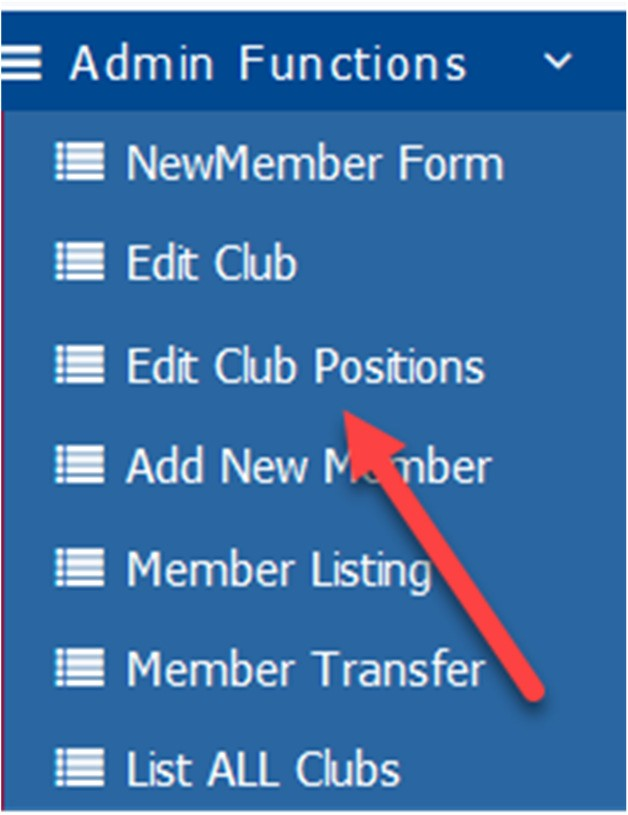 Admin Functions
NewMember Form
Edit Club
Edit Club Positions
Add New Member
Member Listing
Member Transfer
List ALL Clubs